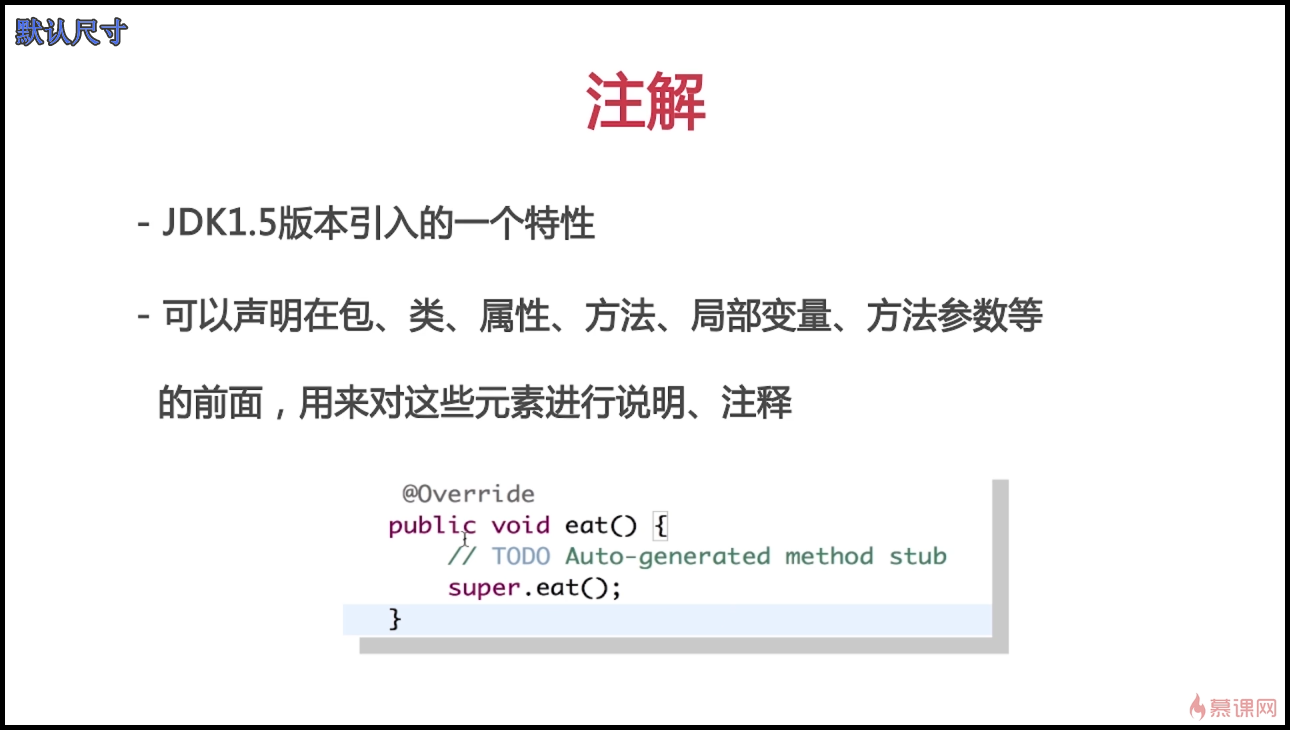 默认尺寸
注解
- JDK1.5版本引入的一个特性
- 可以声明在包、类、属性、方法、局部变量、方法参数等
的前面，用来对这些元素进行说明、注释
@Override
public void eat() {
// TODO Auto-generated method stub
super.eat();
}
慕课网